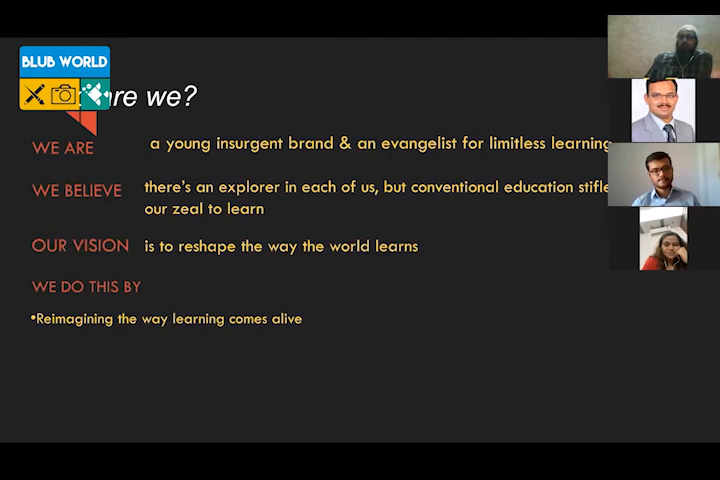 BLUB WORLD
are we?
WE ARE a young insurgent brand & an evangelist for limitless learning
WE BELIEVE there's an explorer in each of us, but conventional education stifle
our zeal to learn
OUR VISION is to reshape the way the world learns
WE DO THIS BY
•Reimagining the way learning comes alive